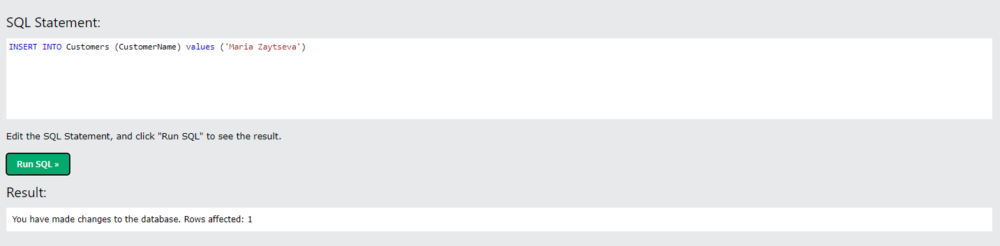 SQL Statement:
INSERT INTO Customers (CustomerName) values ('Maria Zaytseva')
Edit the SQL Statement, and click "Run SQL" to see the result.
Run SQL »
Result:
You have made changes to the database. Rows affected: 1